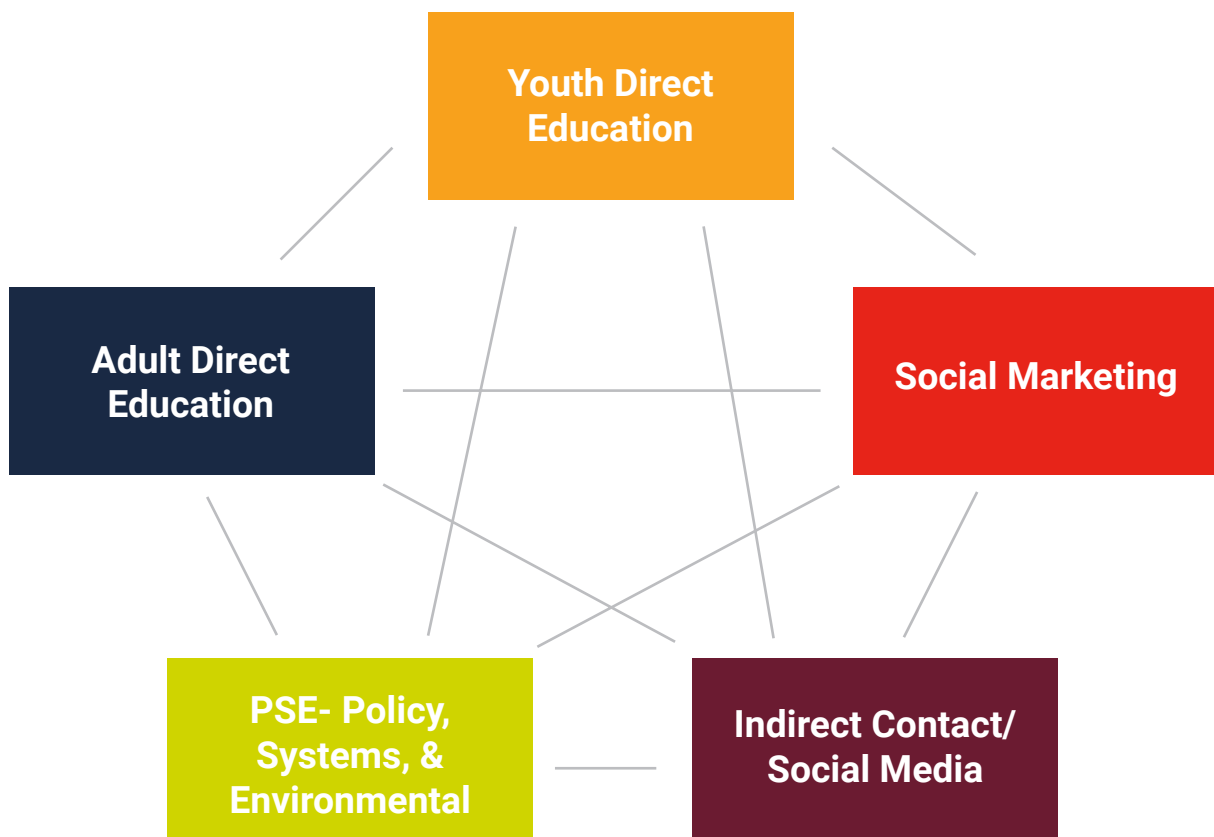 Youth Direct
Education
Adult Direct
Education
Social Marketing
PSE- Policy,
Systems, &
Environmental
Indirect Contact/
Social Media